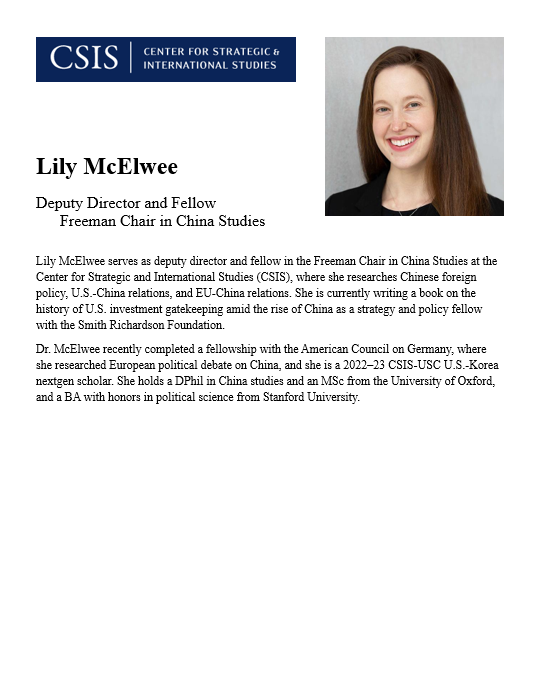 CSIS
CENTER FOR STRATEGIC &
INTERNATIONAL STUDIES
Lily McElwee
Deputy Director and Fellow
Freeman Chair in China Studies
Lily McElwee serves as deputy director and fellow in the Freeman Chair in China Studies at the
Center for Strategic and International Studies (CSIS), where she researches Chinese foreign
policy, U.S.-China relations, and EU-China relations. She is currently writing a book on the
history of U.S. investment gatekeeping amid the rise of China as a strategy and policy fellow
with the Smith Richardson Foundation.
Dr. McElwee recently completed a fellowship with the American Council on Germany, where
she researched European political debate on China, and she is a 2022–23 CSIS-USC U.S.-Korea
nextgen scholar. She holds a DPhil in China studies and an MSc from the University of Oxford,
and a BA with honors in political science from Stanford University.